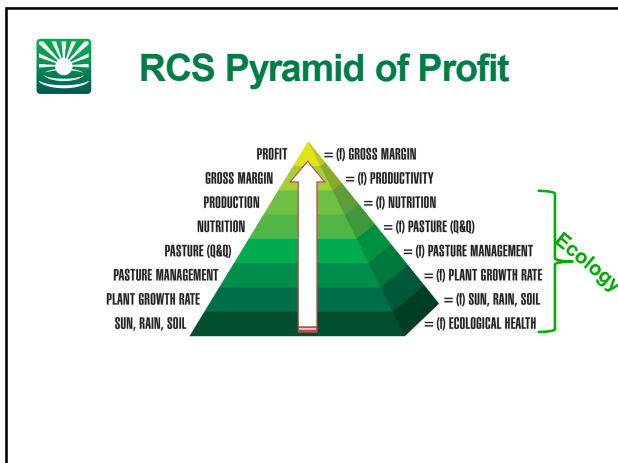 RCS Pyramid of Profit
PROFIT = (f) GROSS MARGIN
GROSS MARGIN = (f) PRODUCTIVITY
PRODUCTION = (f) NUTRITION
NUTRITION = (f) PASTURE (Q&Q)
PASTURE (Q&Q) = (f) PASTURE MANAGEMENT
PASTURE MANAGEMENT = (f) PLANT GROWTH RATE
PLANT GROWTH RATE = (f) SUN, RAIN, SOIL
SUN, RAIN, SOIL = (f) ECOLOGICAL HEALTH
Ecology